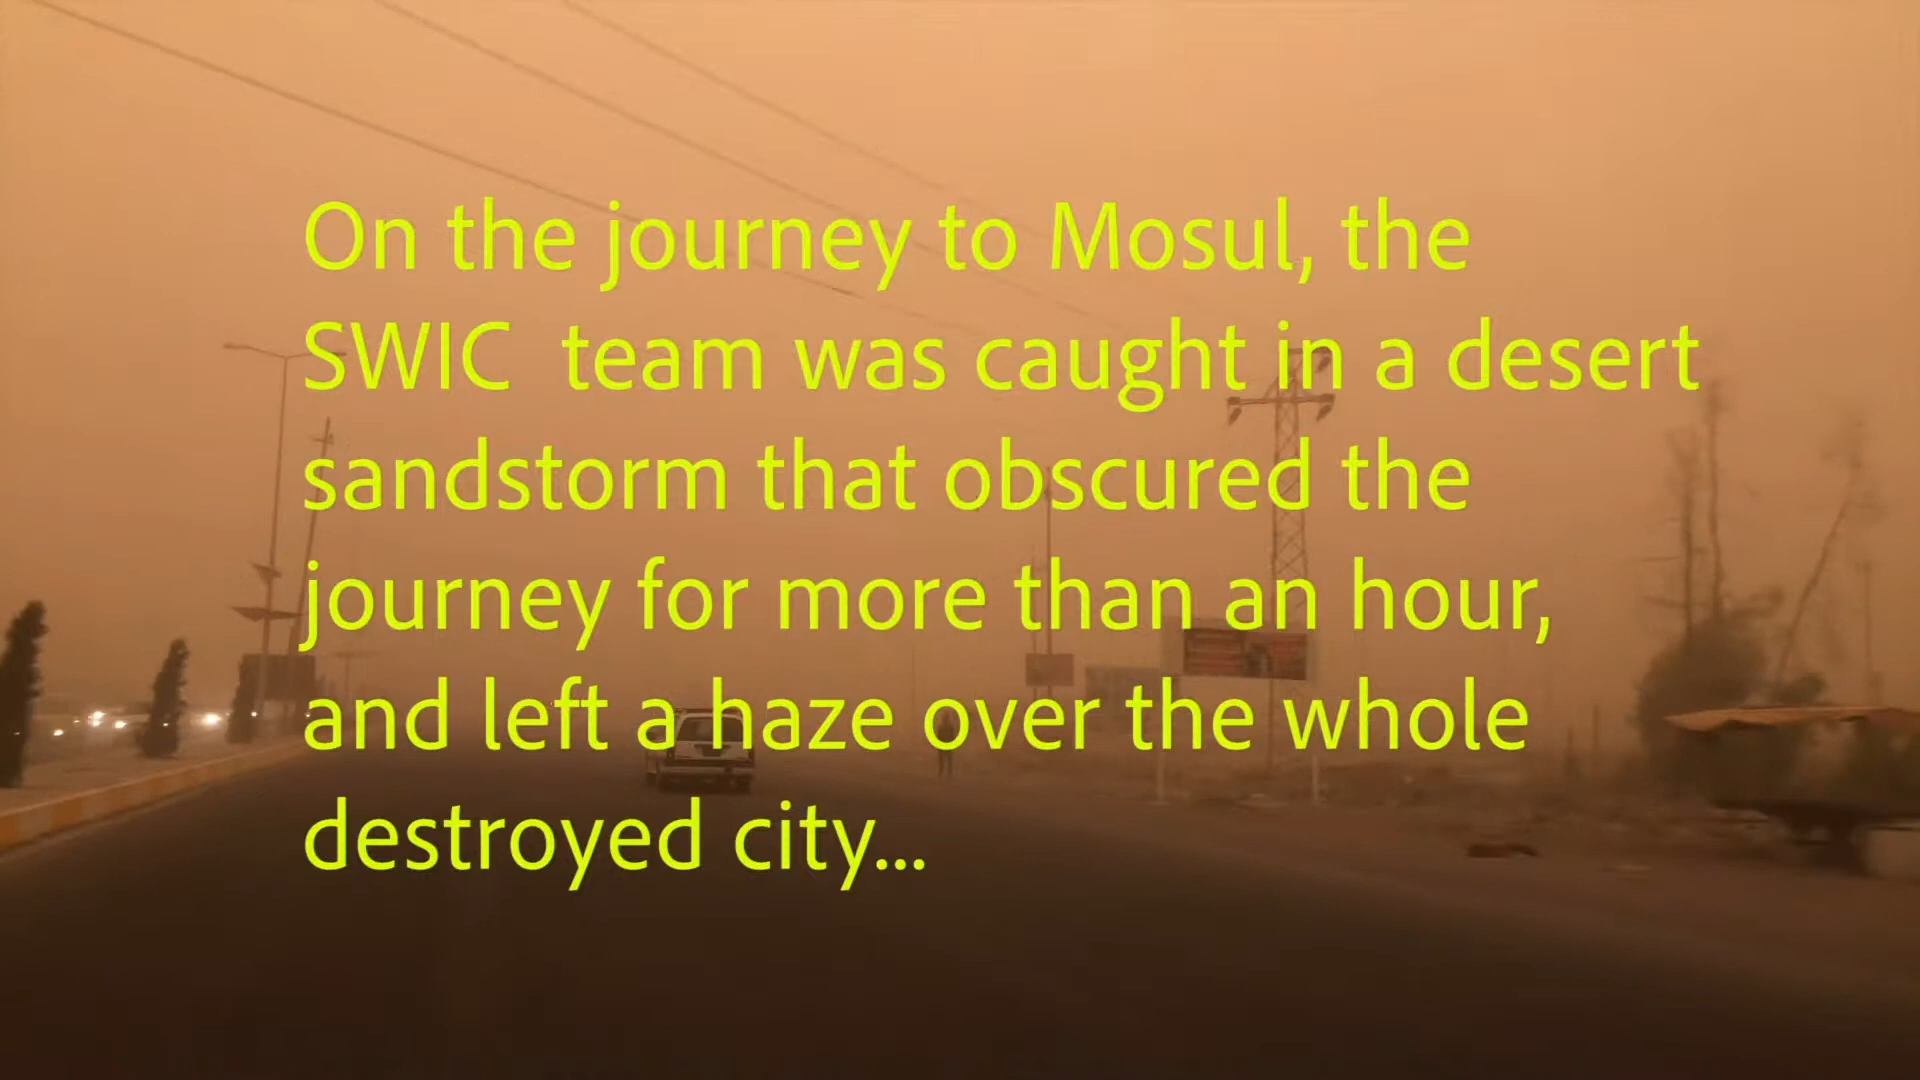 On the journey to Mosul, the
SWIC  team was caught in a desert
sandstorm that obscured the
journey for more than an hour,
and left a haze over the whole
destroyed city...